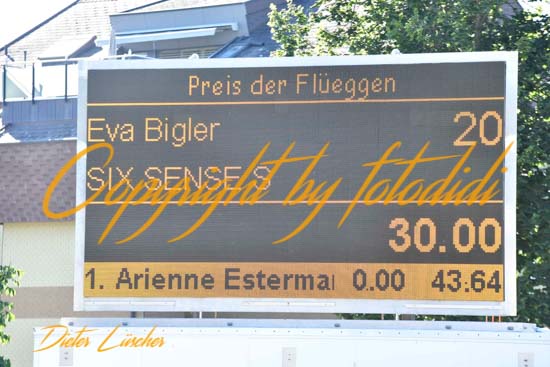 Preis der Flüeggen
Eva Bigler 20
SIX SENSE S
Copyright by fotodidi
30.00
1. Arienne Esterman 0.00 43:64
Dieter Lüscher